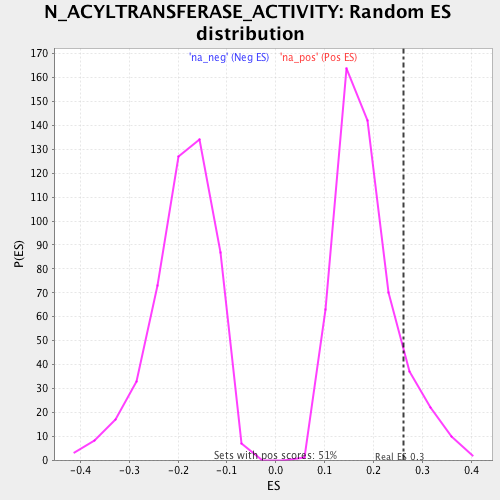 N_ACYLTRANSFERASE_ACTIVITY: Random ES
distribution
'na_neg' (Neg ES) 'na_pos' (Pos ES)
170
160
150
140
130
120
110
100
90
80
70
60
50
40
30
20
10
0
P(ES)
Sets with pos scores: 51%
Real ES 0.3
-0.4 -0.3 -0.2 -0.1 0.0 0.1 0.2 0.3 0.4
ES